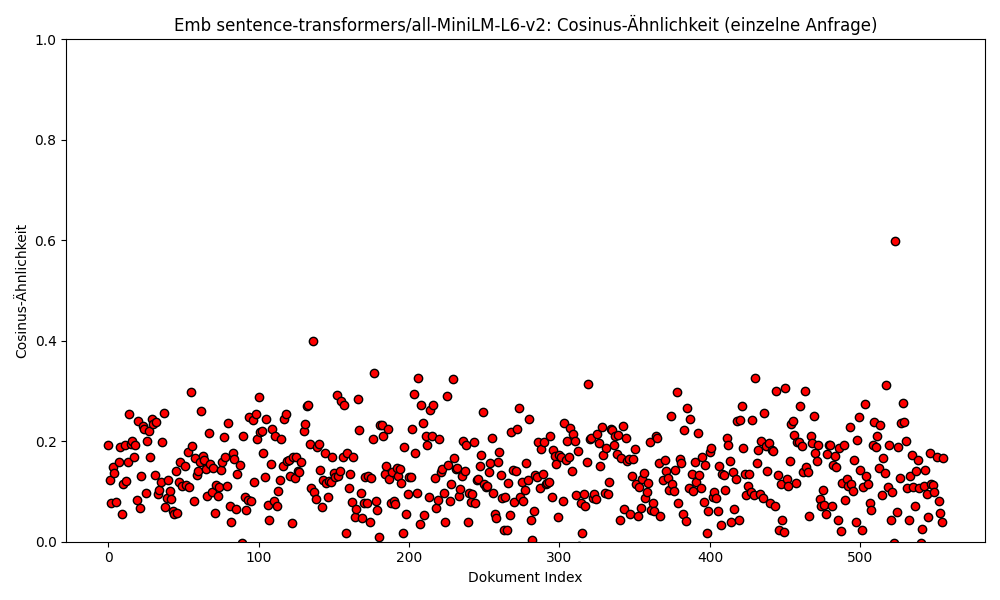 Emb sentence-transformers/all-MiniLM-L6-v2: Cosinus-Ähnlichkeit (einzelne Anfrage)
1.0
0.8
0.6
0.4
0.2
0.0
Cosinus-Ähnlichkeit
0 100 200 300 400 500
Dokument Index